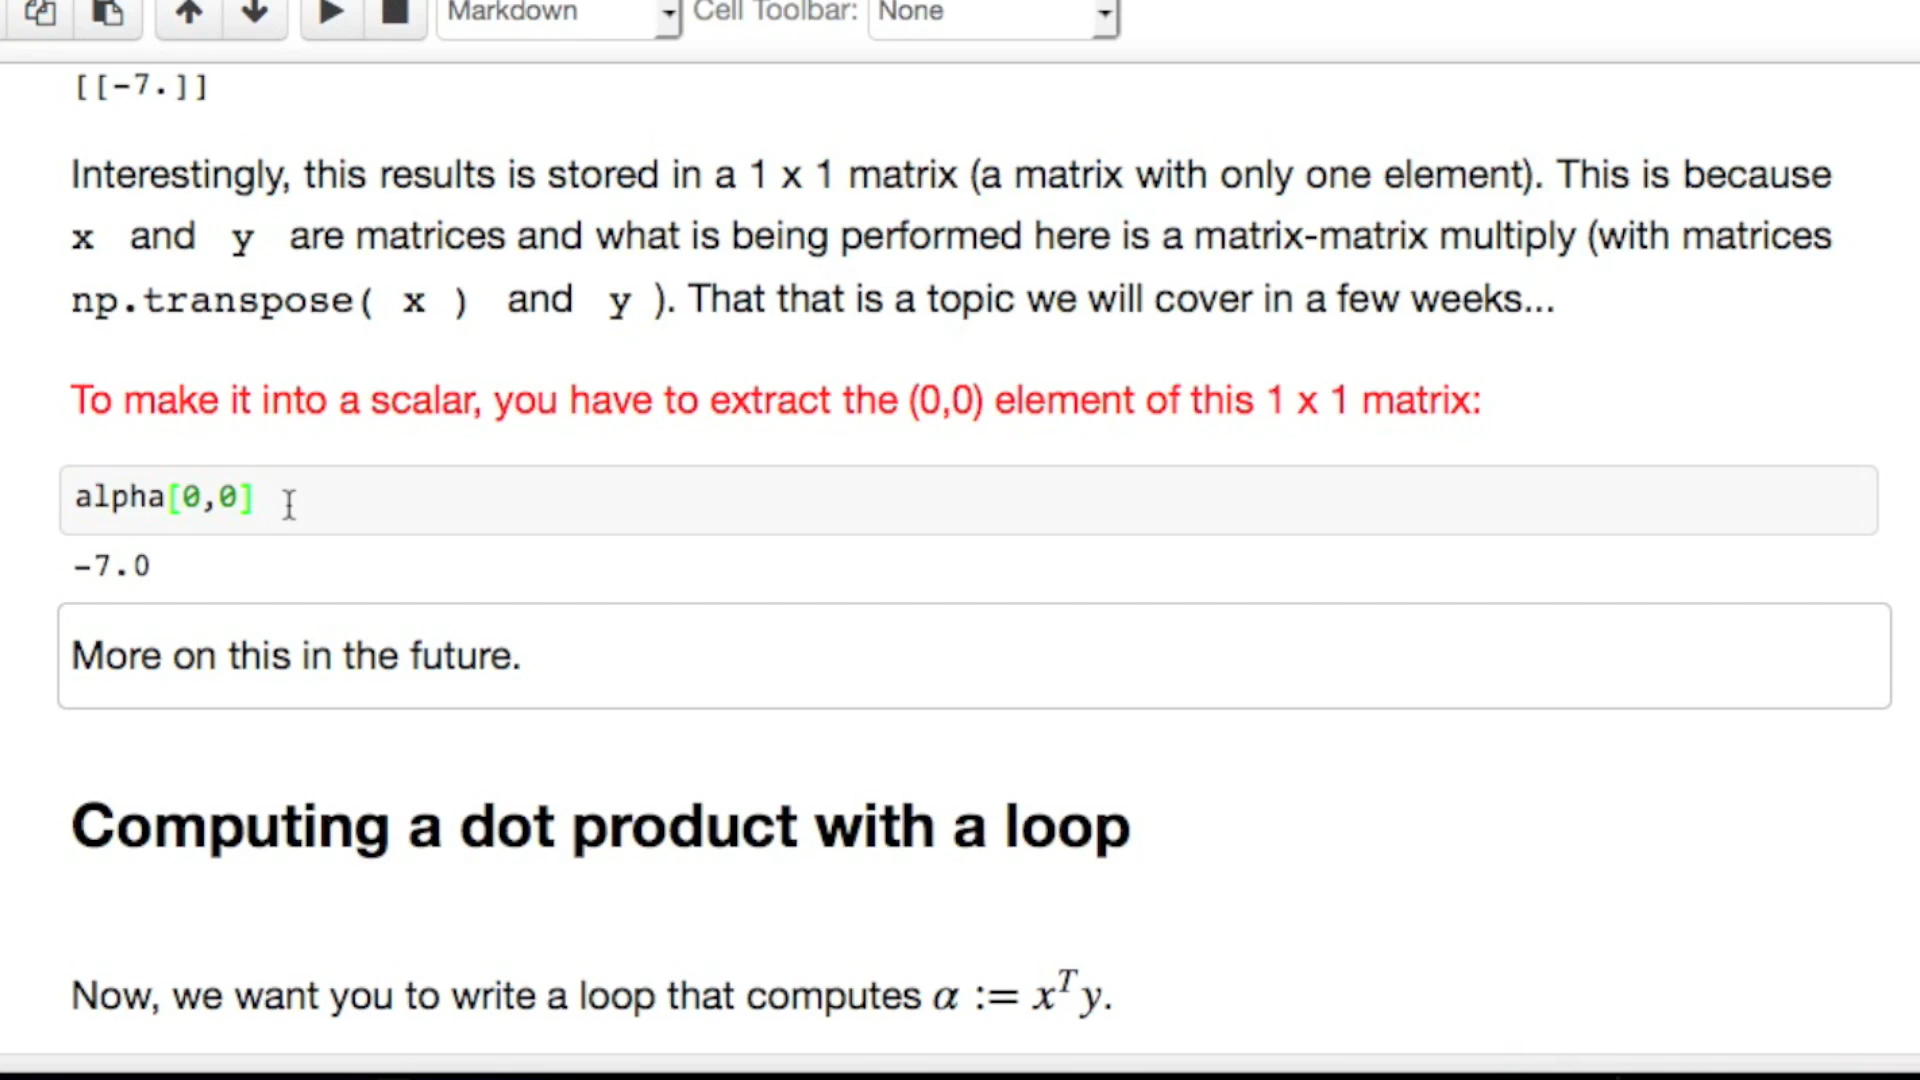 Markdown Cell Toolbar: None
[[-7.]]
Interestingly, this results is stored in a 1 x 1 matrix (a matrix with only one element). This is because
x and y are matrices and what is being performed here is a matrix-matrix multiply (with matrices
np.transpose( x ) and y ). That that is a topic we will cover in a few weeks...
To make it into a scalar, you have to extract the (0,0) element of this 1 x 1 matrix:
alpha[0,0]
-7.0
More on this in the future.
Computing a dot product with a loop
Now, we want you to write a loop that computes α := x^T y.